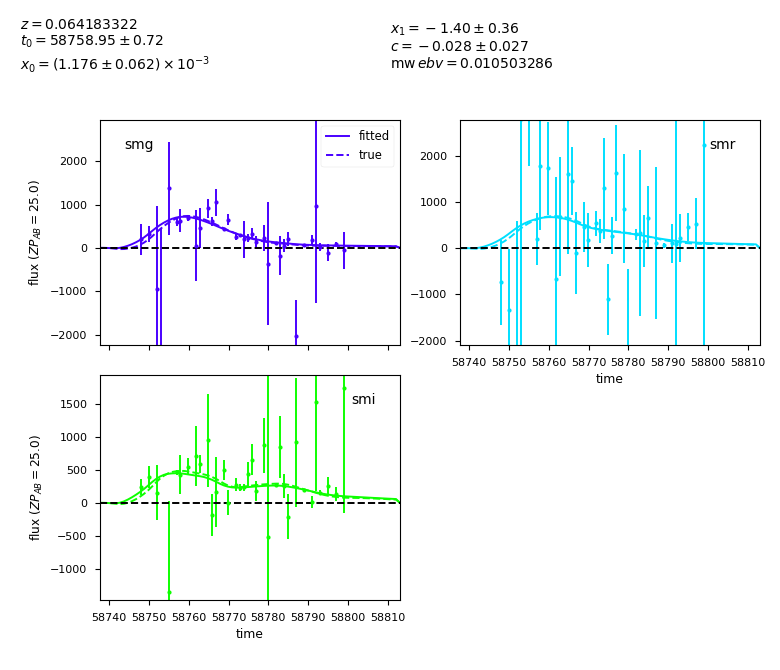 z = 0.064183322
t₀ = 58758.95 ± 0.72
x₀ = (1.176 ± 0.062) × 10⁻³
x₁ = −1.40 ± 0.36
c = −0.028 ± 0.027
mw ebv = 0.010503286
smg
fitted
true
2000
1000
0
−1000
−2000
flux (ZP_AB = 25.0)
smr
2000
1000
0
−1000
−2000
58740 58750 58760 58770 58780 58790 58800 58810
time
smi
1500
1000
500
0
−500
−1000
flux (ZP_AB = 25.0)
58740 58750 58760 58770 58780 58790 58800 58810
time